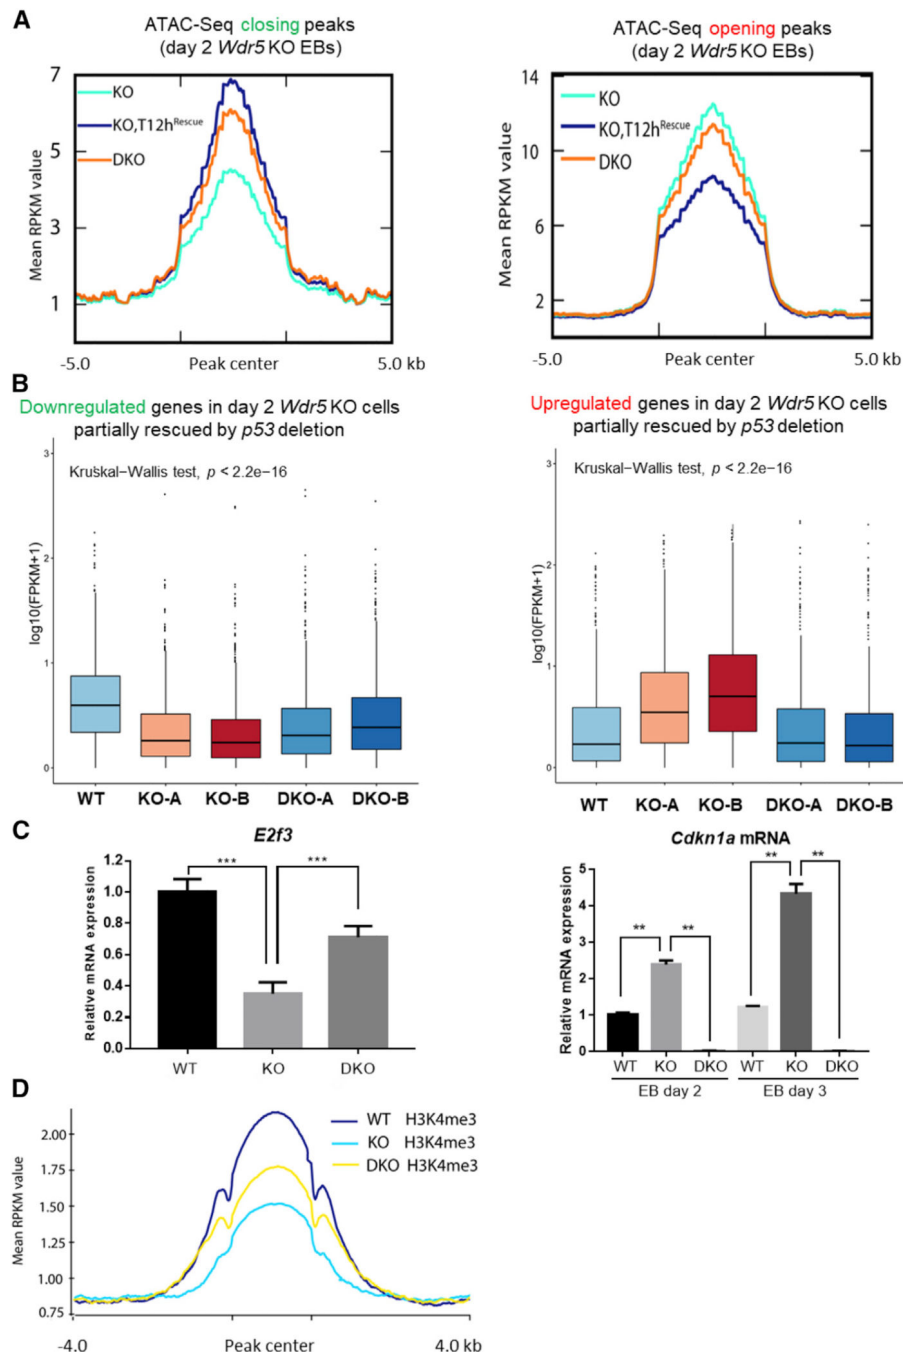 A
ATAC-Seq closing peaks
(day 2 Wdr5 KO EBs)
7
5
3
1
Mean RPKM value
KO
KO,T12hRescue
DKO
-5.0
Peak center
5.0 kb
ATAC-Seq opening peaks
(day 2 Wdr5 KO EBs)
14
10
6
2
Mean RPKM value
KO
KO,T12hRescue
DKO
-5.0
Peak center
5.0 kb
B
Downregulated genes in day 2 Wdr5 KO cells
partially rescued by p53 deletion
Kruskal-Wallis test, p < 2.2e-16
3
2
1
0
log10(FPKM+1)
WT KO-A KO-B DKO-A DKO-B
Upregulated genes in day 2 Wdr5 KO cells
partially rescued by p53 deletion
Kruskal-Wallis test, p < 2.2e-16
3
2
1
0
log10(FPKM+1)
WT KO-A KO-B DKO-A DKO-B
C
E2f3
1.2
1.0
0.8
0.6
0.4
0.2
0.0
Relative mRNA expression
*** ***
WT KO DKO
Cdkn1a mRNA
5
4
3
2
1
0
Relative mRNA expression
** **
** **
WT KO DKO WT KO DKO
EB day 2 EB day 3
D
2.00
1.75
1.50
1.25
1.00
0.75
Mean RPKM value
WT H3K4me3
KO H3K4me3
DKO H3K4me3
-4.0
Peak center
4.0 kb